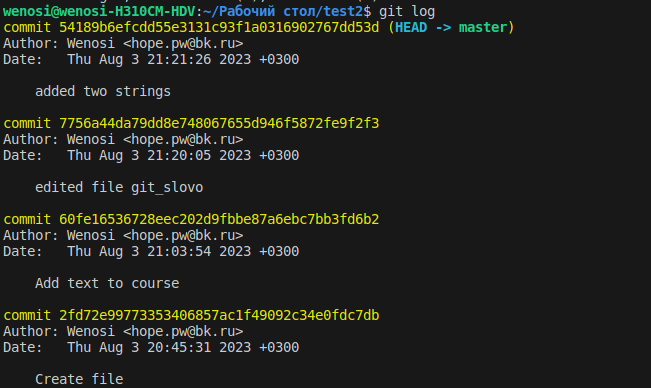 wenosi@wenosi-H310CM-HDV:~/Рабочий стол/test2$ git log
commit 54189b6efcdd55e3131c93f1a0316902767dd53d (HEAD -> master)
Author: Wenosi <hope.pw@bk.ru>
Date:   Thu Aug 3 21:21:26 2023 +0300
added two strings
commit 7756a44da79dd8e748067655d946f5872fe9f2f3
Author: Wenosi <hope.pw@bk.ru>
Date:   Thu Aug 3 21:20:05 2023 +0300
edited file git_slovo
commit 60fe16536728eec202d9fbbe87a6ebc7bb3fd6b2
Author: Wenosi <hope.pw@bk.ru>
Date:   Thu Aug 3 21:03:54 2023 +0300
Add text to course
commit 2fd72e99773353406857ac1f49092c34e0fdc7db
Author: Wenosi <hope.pw@bk.ru>
Date:   Thu Aug 3 20:45:31 2023 +0300
Create file